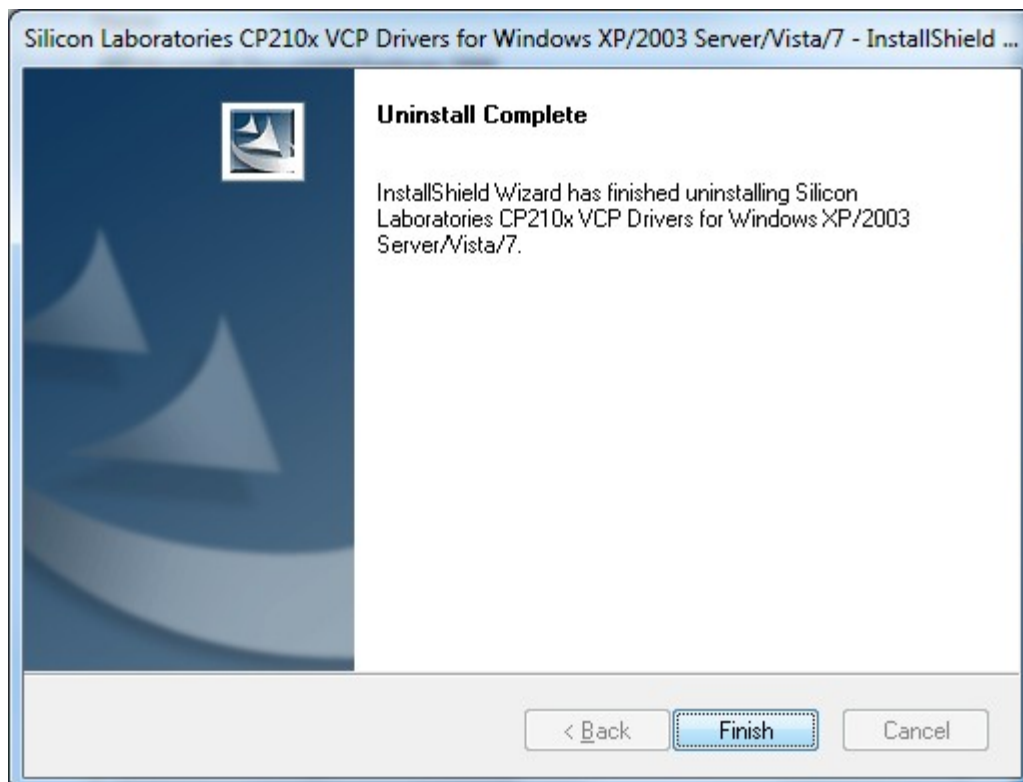 Silicon Laboratories CP210x VCP Drivers for Windows XP/2003 Server/Vista/7 - InstallShield ...
Uninstall Complete
InstallShield Wizard has finished uninstalling Silicon
Laboratories CP210x VCP Drivers for Windows XP/2003
Server/Vista/7.
< Back
Finish
Cancel